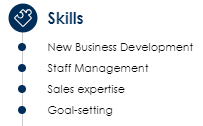 Skills
New Business Development
Staff Management
Sales expertise
Goal-setting